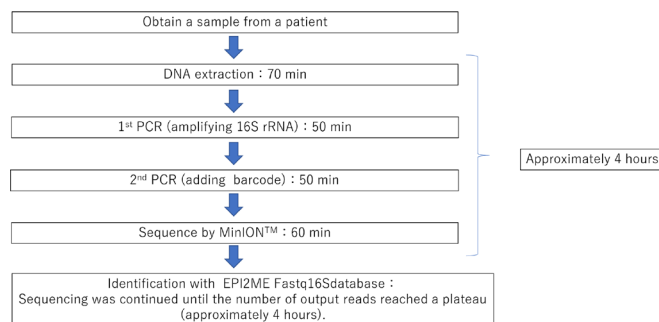 Obtain a sample from a patient
DNA extraction：70 min
1st PCR (amplifying 16S rRNA)：50 min
2nd PCR (adding barcode)：50 min
Sequence by MinION™：60 min
Approximately 4 hours
Identification with EPI2ME Fastq16Sdatabase：
Sequencing was continued until the number of output reads reached a plateau
(approximately 4 hours).